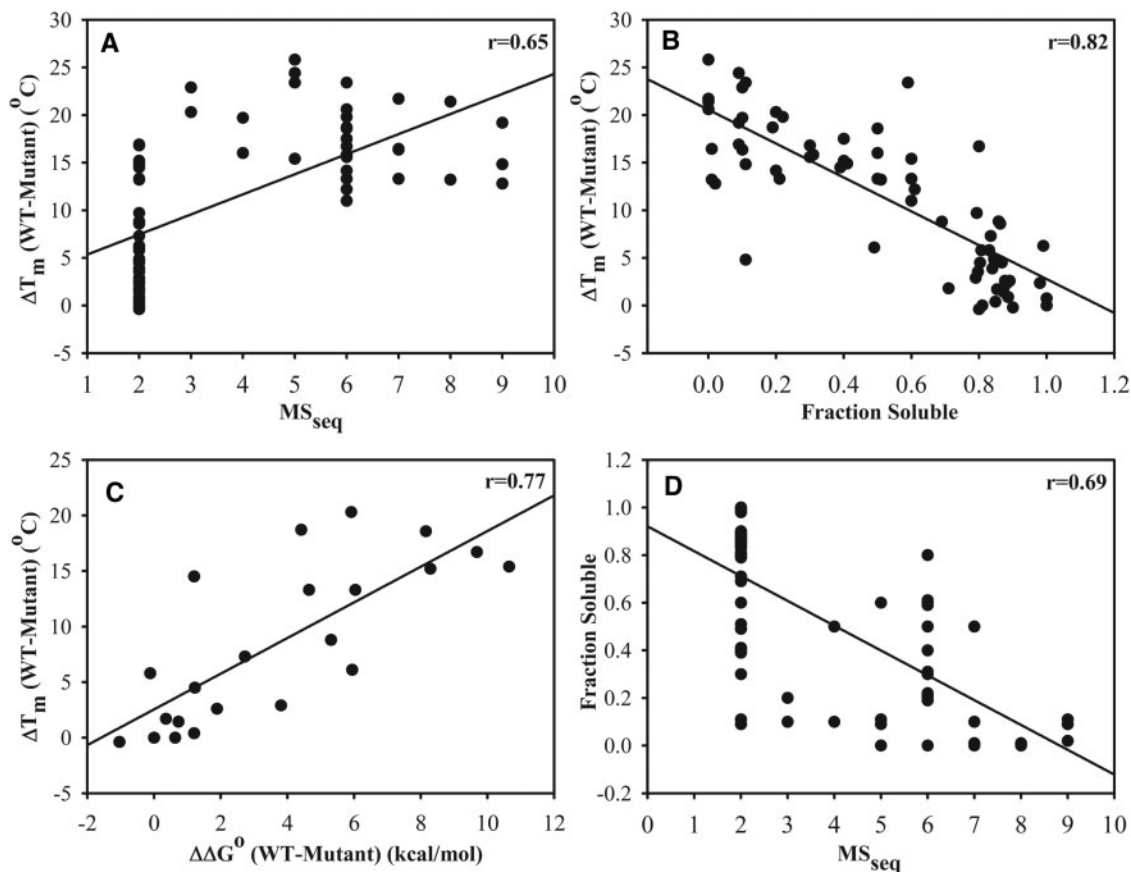 A
r=0.65
ΔTm (WT-Mutant) (°C)
30
25
20
15
10
5
0
-5
1 2 3 4 5 6 7 8 9 10
MSseq
B
r=0.82
ΔTm (WT-Mutant) (°C)
30
25
20
15
10
5
0
-5
0.0 0.2 0.4 0.6 0.8 1.0 1.2
Fraction Soluble
C
r=0.77
ΔTm (WT-Mutant) (°C)
25
20
15
10
5
0
-5
-2 0 2 4 6 8 10 12
ΔΔG° (WT-Mutant) (kcal/mol)
D
r=0.69
Fraction Soluble
1.2
1.0
0.8
0.6
0.4
0.2
0.0
-0.2
0 1 2 3 4 5 6 7 8 9 10
MSseq